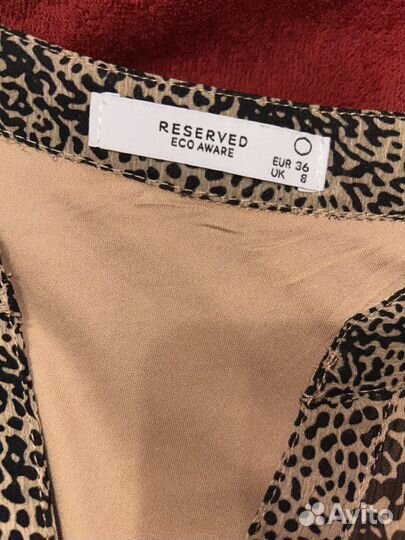 RESERVED
ECO AWARE
EUR 36
UK 8
Avito